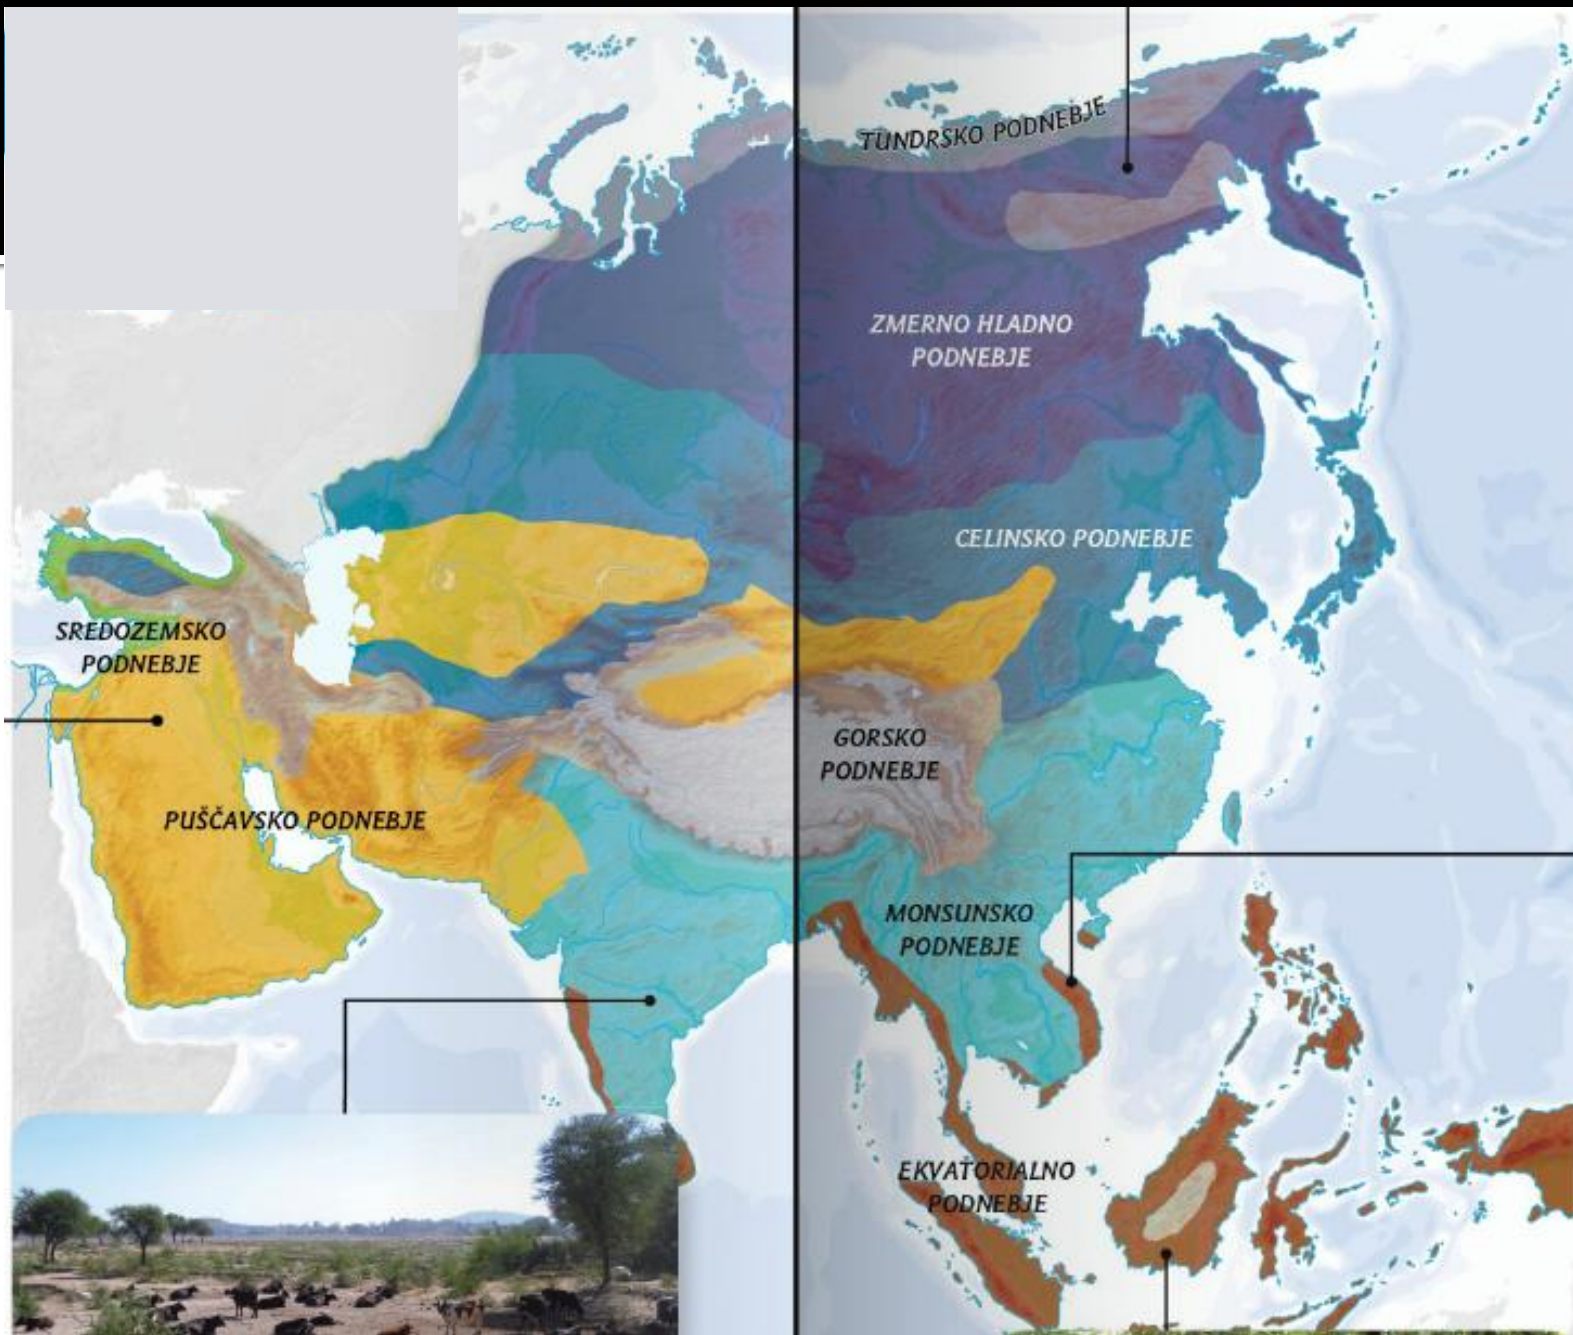 TUNDRSKO PODNEBJE
ZMERNO HLADNO
PODNEBJE
CELINSKO PODNEBJE
SREDOZEMSKO
PODNEBJE
GORSKO
PODNEBJE
PUŠČAVSKO PODNEBJE
MONSUNSKO
PODNEBJE
EKVATORIALNO
PODNEBJE